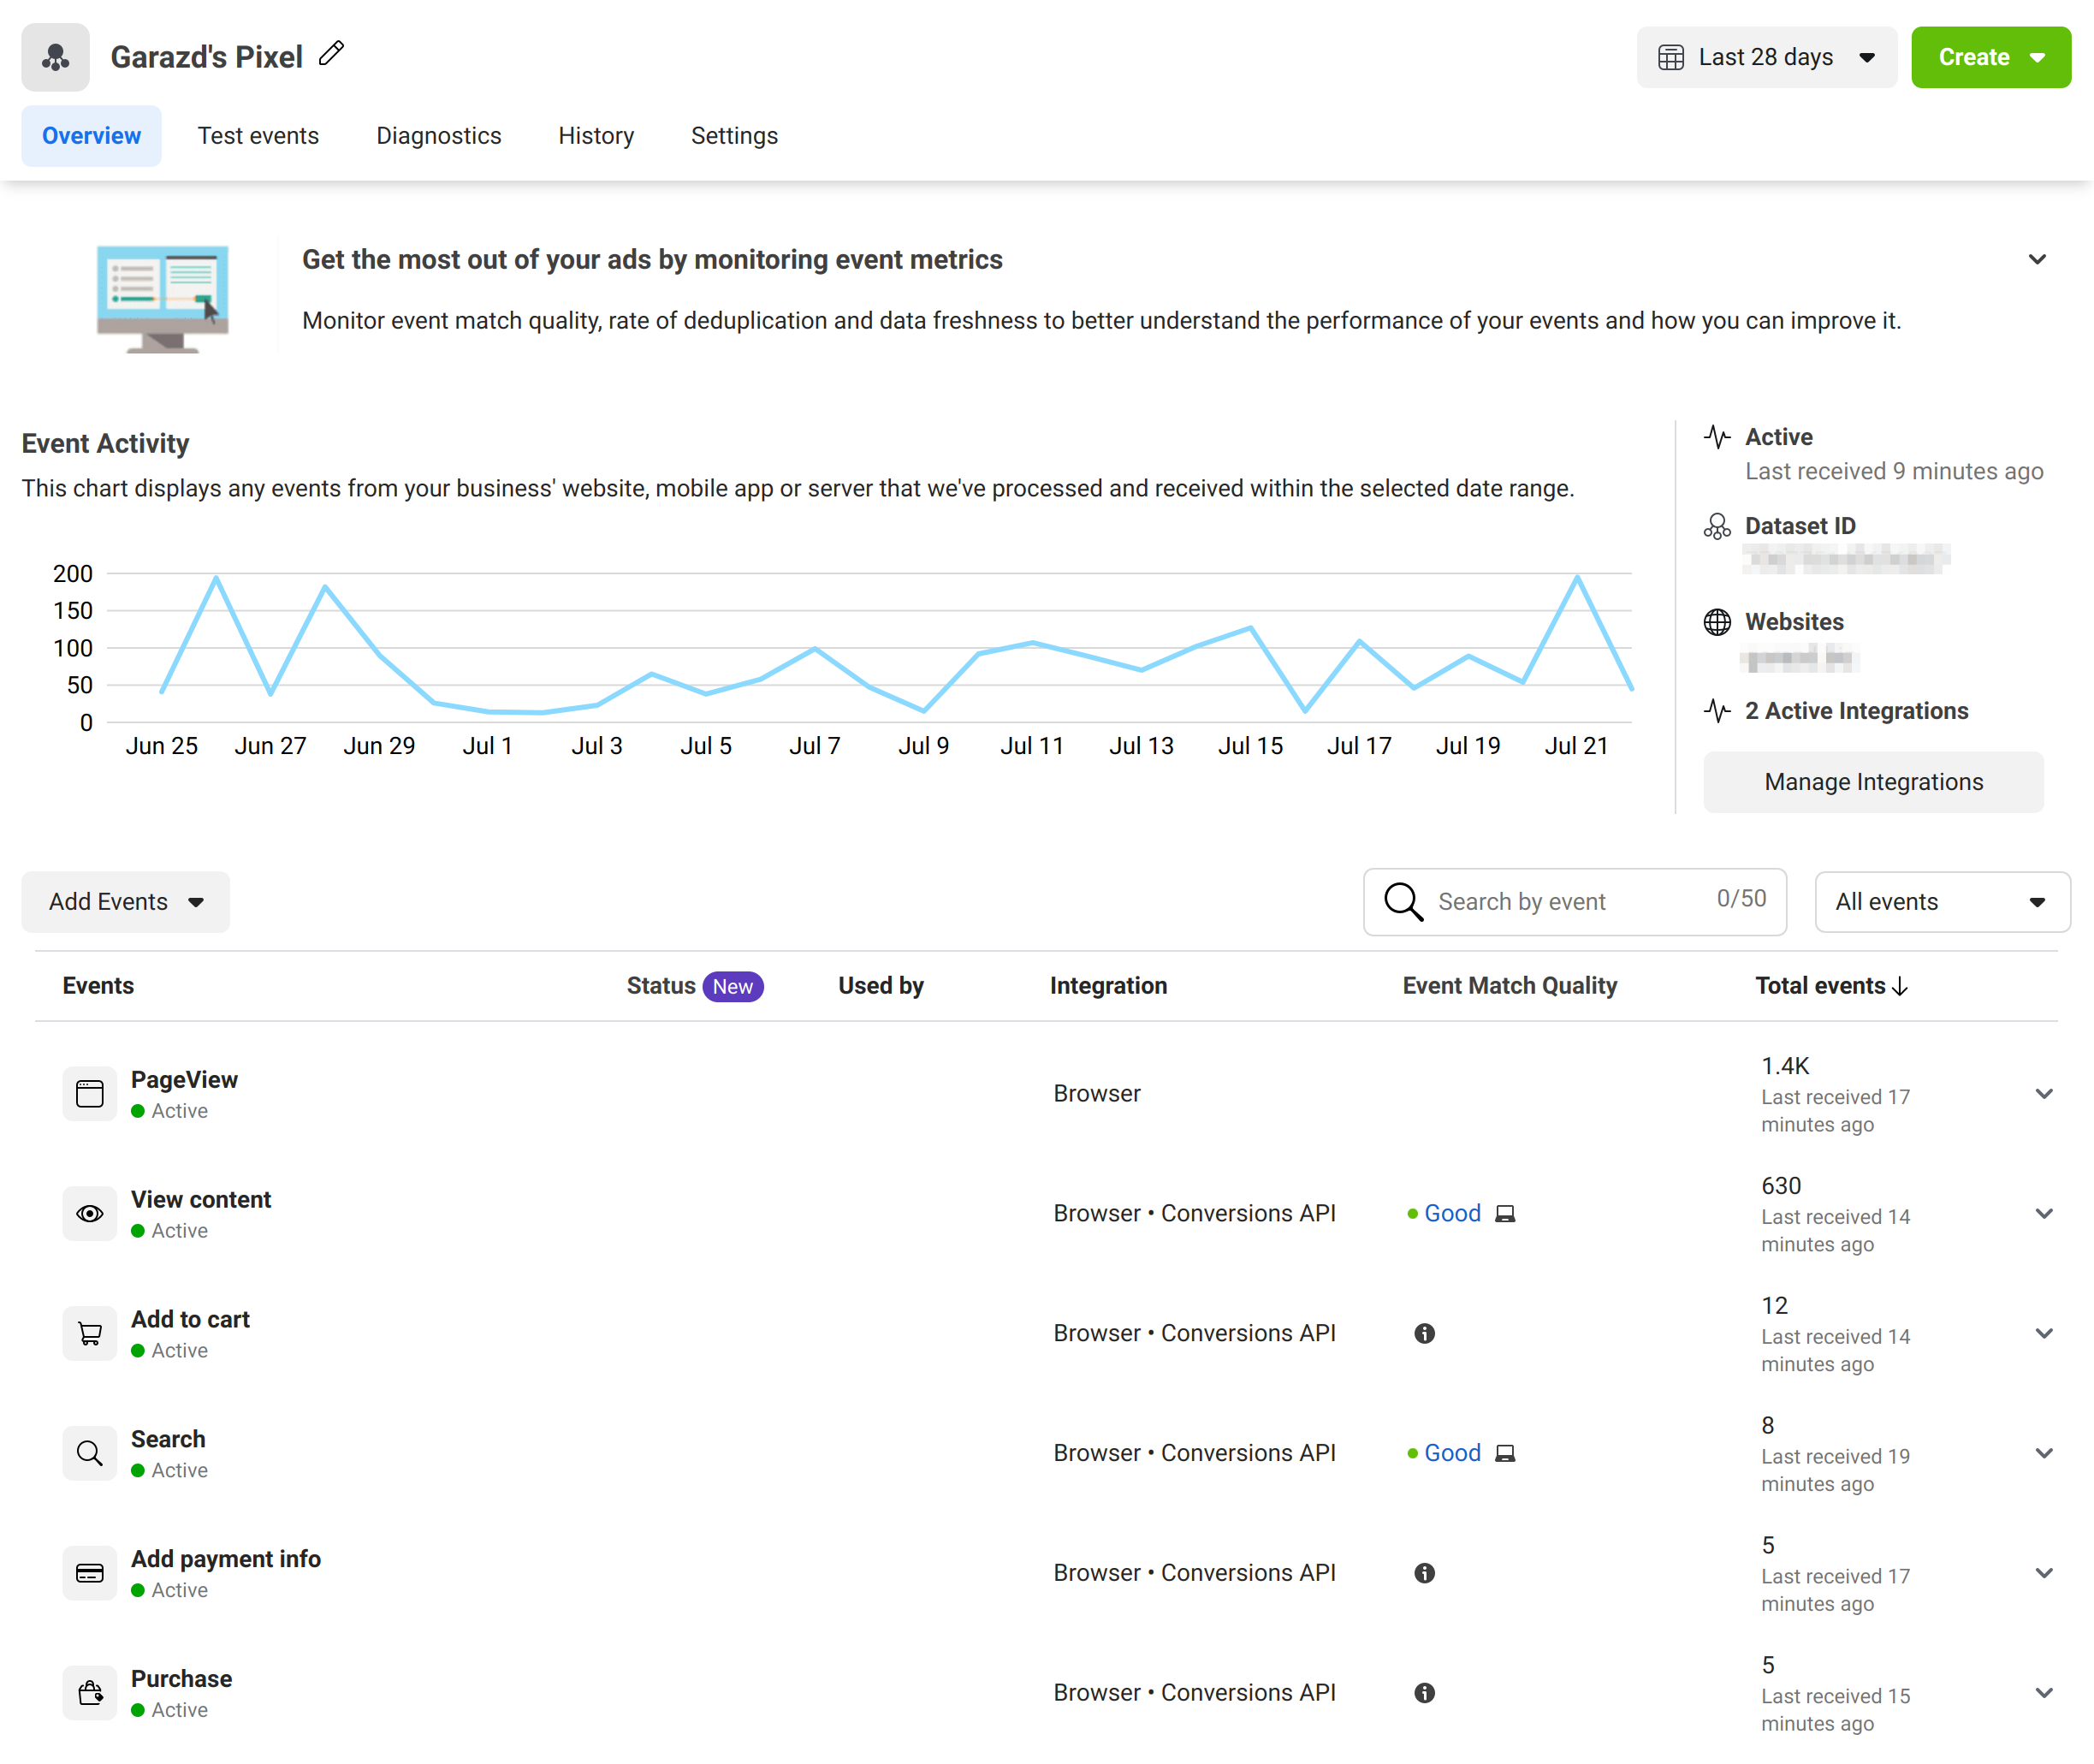 Garazd's Pixel
Last 28 days
Create
Overview
Test events
Diagnostics
History
Settings
Get the most out of your ads by monitoring event metrics
Monitor event match quality, rate of deduplication and data freshness to better understand the performance of your events and how you can improve it.
Event Activity
This chart displays any events from your business' website, mobile app or server that we've processed and received within the selected date range.
200
150
100
50
0
Jun 25 Jun 27 Jun 29 Jul 1 Jul 3 Jul 5 Jul 7 Jul 9 Jul 11 Jul 13 Jul 15 Jul 17 Jul 19 Jul 21
Active
Last received 9 minutes ago
Dataset ID
Websites
2 Active Integrations
Manage Integrations
Add Events
Search by event 0/50
All events
Events Status New Used by Integration Event Match Quality Total events
PageView
Active
Browser
1.4K
Last received 17
minutes ago
View content
Active
Browser • Conversions API
Good
630
Last received 14
minutes ago
Add to cart
Active
Browser • Conversions API
12
Last received 14
minutes ago
Search
Active
Browser • Conversions API
Good
8
Last received 19
minutes ago
Add payment info
Active
Browser • Conversions API
5
Last received 17
minutes ago
Purchase
Active
Browser • Conversions API
5
Last received 15
minutes ago